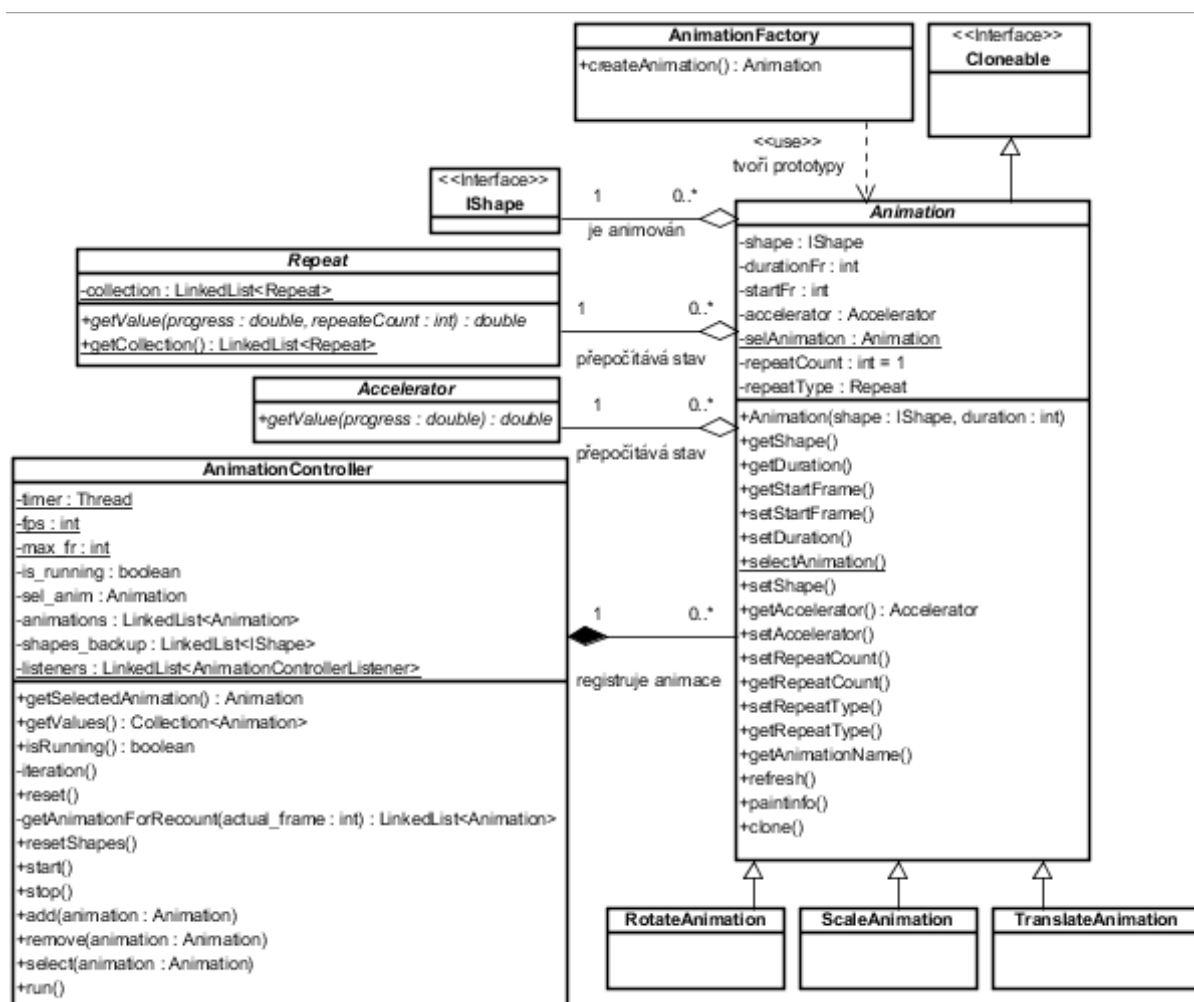 AnimationFactory
+createAnimation() : Animation
<<Interface>>
Cloneable
<<use>>
tvoří prototypy
<<Interface>>
IShape
1
0..*
je animován
Repeat
-collection : LinkedList<Repeat>
+getValue(progress : double, repeateCount : int) : double
+getCollection() : LinkedList<Repeat>
1
0..*
přepočítává stav
Accelerator
+getValue(progress : double) : double
1
0..*
přepočítává stav
Animation
-shape : IShape
-durationFr : int
-startFr : int
-accelerator : Accelerator
-selAnimation : Animation
-repeatCount : int = 1
-repeatType : Repeat
+Animation(shape : IShape, duration : int)
+getShape()
+getDuration()
+getStartFrame()
+setStartFrame()
+setDuration()
+selectAnimation()
+setShape()
+getAccelerator() : Accelerator
+setAccelerator()
+setRepeatCount()
+getRepeatCount()
+setRepeatType()
+getRepeatType()
+getAnimationName()
+refresh()
+paintinfo()
+clone()
AnimationController
-timer : Thread
-fps : int
-max_fr : int
-is_running : boolean
-sel_anim : Animation
-animations : LinkedList<Animation>
-shapes_backup : LinkedList<IShape>
-listeners : LinkedList<AnimationControllerListener>
+getSelectedAnimation() : Animation
+getValues() : Collection<Animation>
+isRunning() : boolean
-iteration()
+reset()
-getAnimationForRecount(actual_frame : int) : LinkedList<Animation>
+resetShapes()
+start()
+stop()
+add(animation : Animation)
+remove(animation : Animation)
+select(animation : Animation)
+run()
1
0..*
registruje animace
RotateAnimation
ScaleAnimation
TranslateAnimation